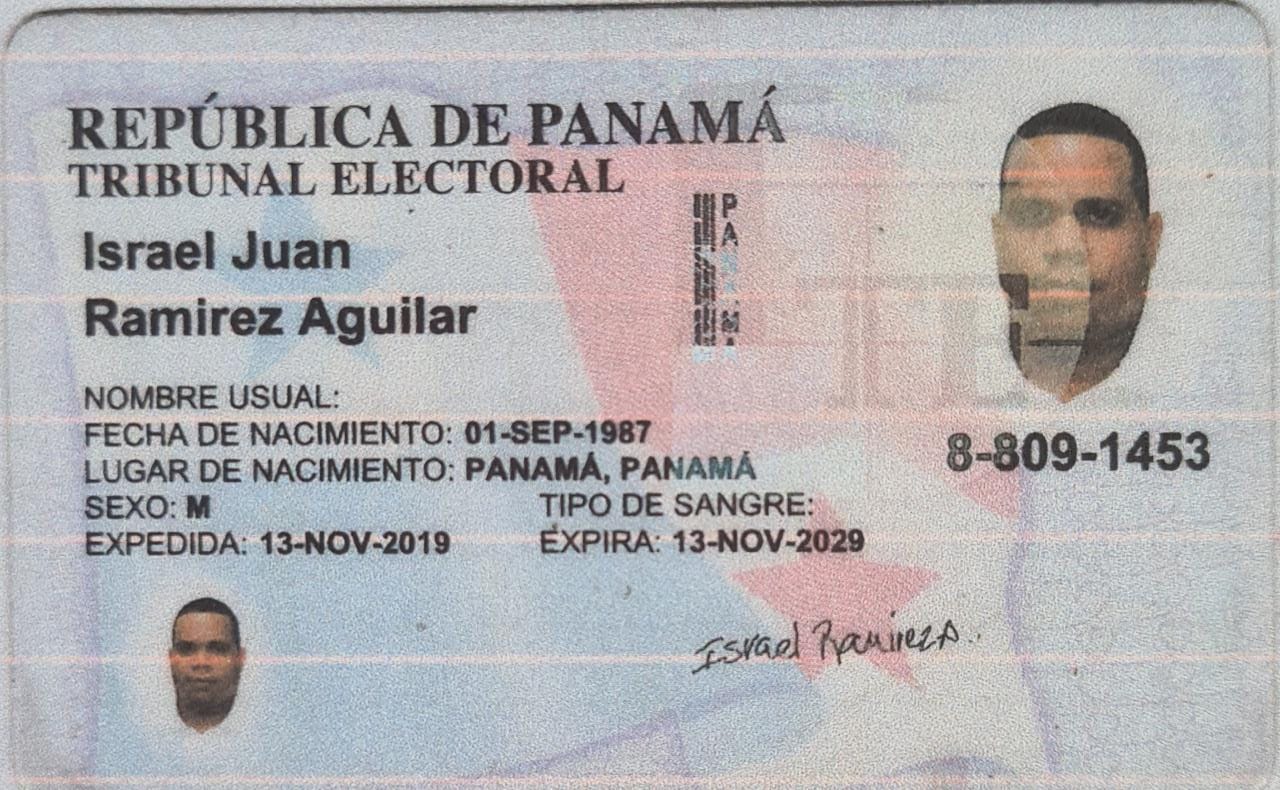 REPÚBLICA DE PANAMÁ
TRIBUNAL ELECTORAL
PANAMÁ
Israel Juan
Ramirez Aguilar
NOMBRE USUAL:
FECHA DE NACIMIENTO: 01-SEP-1987
LUGAR DE NACIMIENTO: PANAMÁ, PANAMÁ
SEXO: M
TIPO DE SANGRE:
EXPEDIDA: 13-NOV-2019
EXPIRA: 13-NOV-2029
8-809-1453
Israel Ramirez A.